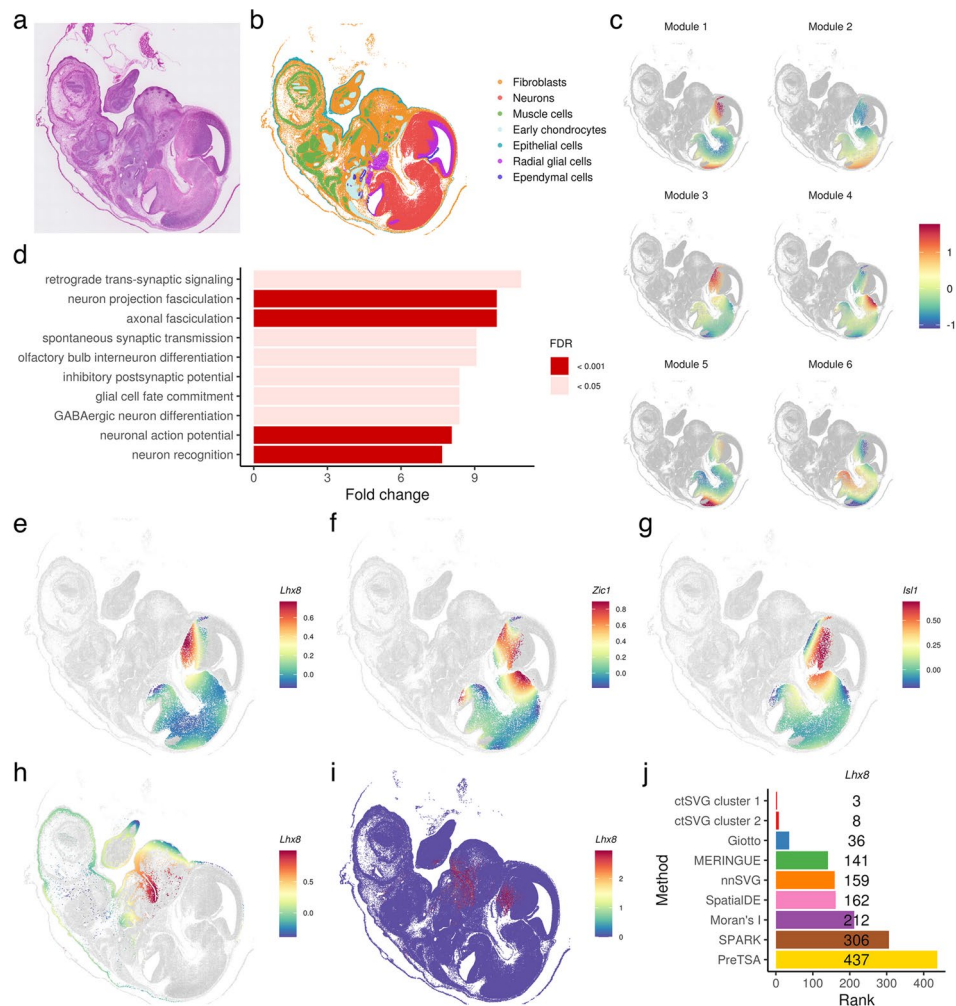 a
b
Fibroblasts
Neurons
Muscle cells
Early chondrocytes
Epithelial cells
Radial glial cells
Ependymal cells
c
Module 1
Module 2
Module 3
Module 4
1
0
-1
Module 5
Module 6
d
retrograde trans-synaptic signaling
neuron projection fasciculation
axonal fasciculation
spontaneous synaptic transmission
olfactory bulb interneuron differentiation
inhibitory postsynaptic potential
glial cell fate commitment
GABAergic neuron differentiation
neuronal action potential
neuron recognition
0 3 6 9
Fold change
FDR
< 0.001
< 0.05
e
Lhx8
0.6
0.4
0.2
0.0
f
Zic1
0.8
0.6
0.4
0.2
0.0
g
Isl1
0.50
0.25
0.00
h
Lhx8
0.5
0.0
i
Lhx8
2
1
0
j
Lhx8
Method
ctSVG cluster 1 3
ctSVG cluster 2 8
Giotto 36
MERINGUE 141
nnSVG 159
SpatialDE 162
Moran's I 212
SPARK 306
PreTSA 437
0 100 200 300 400
Rank